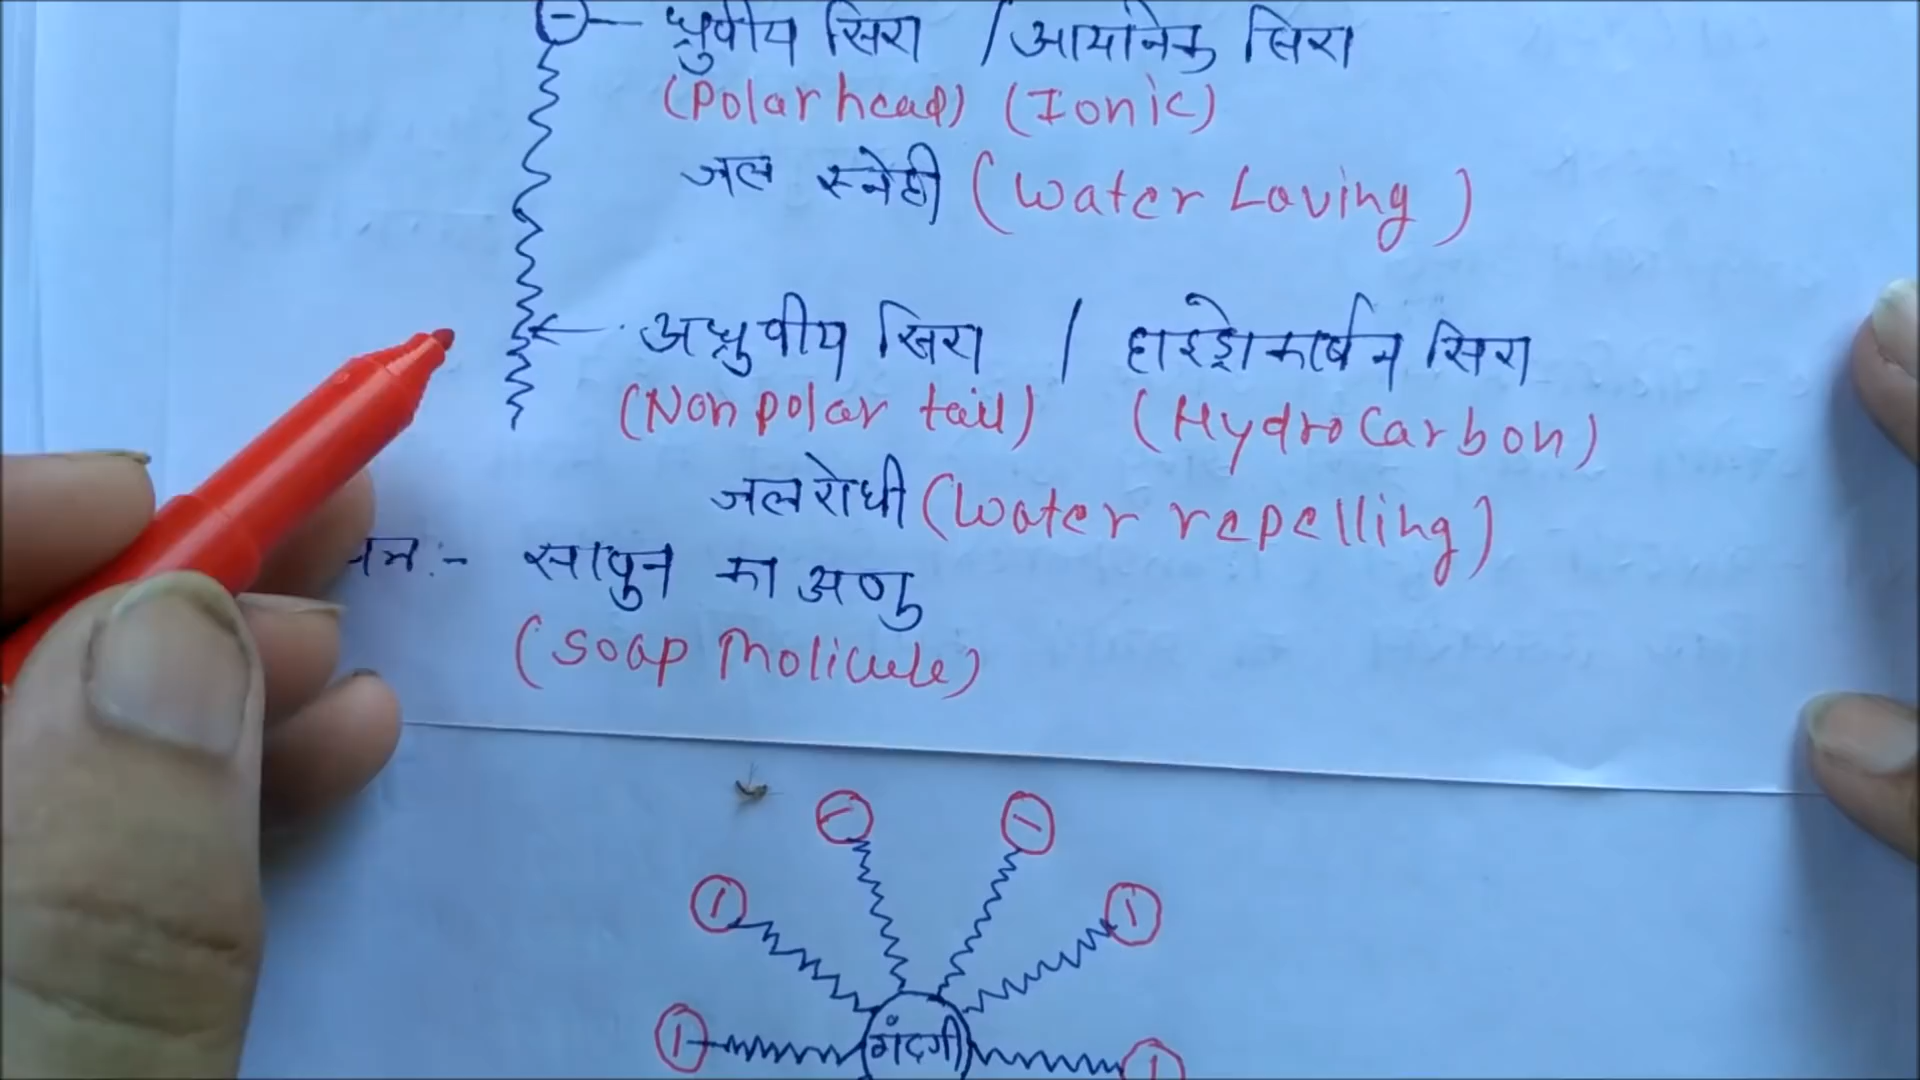 ध्रुवीय सिरा / आयनिक सिरा
(Polar head) (Ionic)
जल स्नेही (Water Loving)
अध्रुवीय सिरा / हाइड्रोकार्बन सिरा
(Non polar tail) (Hydrocarbon)
जलरोधी (Water repelling)
:- साबुन का अणु
(Soap Molicule)
गंदगी